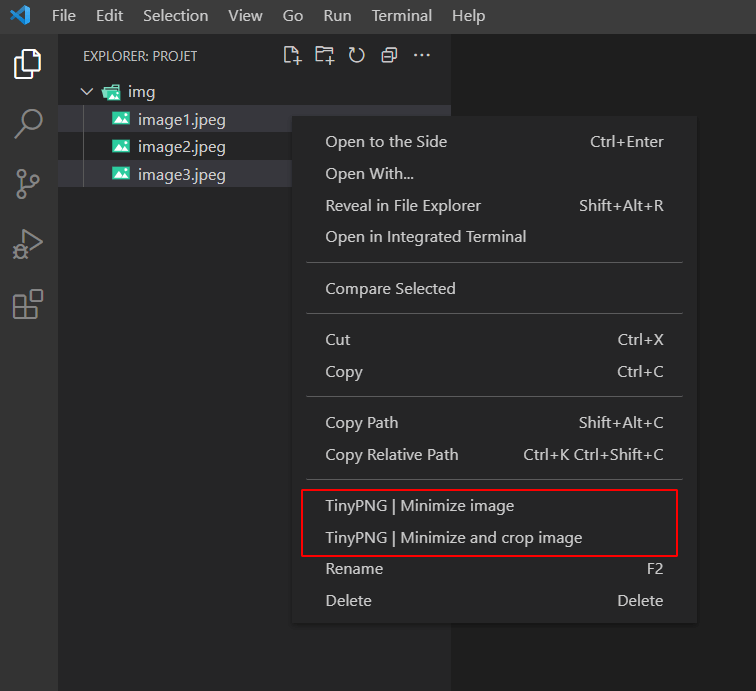 File Edit Selection View Go Run Terminal Help
EXPLORER: PROJET
img
image1.jpeg
image2.jpeg
image3.jpeg
Open to the Side Ctrl+Enter
Open With...
Reveal in File Explorer Shift+Alt+R
Open in Integrated Terminal
Compare Selected
Cut Ctrl+X
Copy Ctrl+C
Copy Path Shift+Alt+C
Copy Relative Path Ctrl+K Ctrl+Shift+C
TinyPNG | Minimize image
TinyPNG | Minimize and crop image
Rename F2
Delete Delete